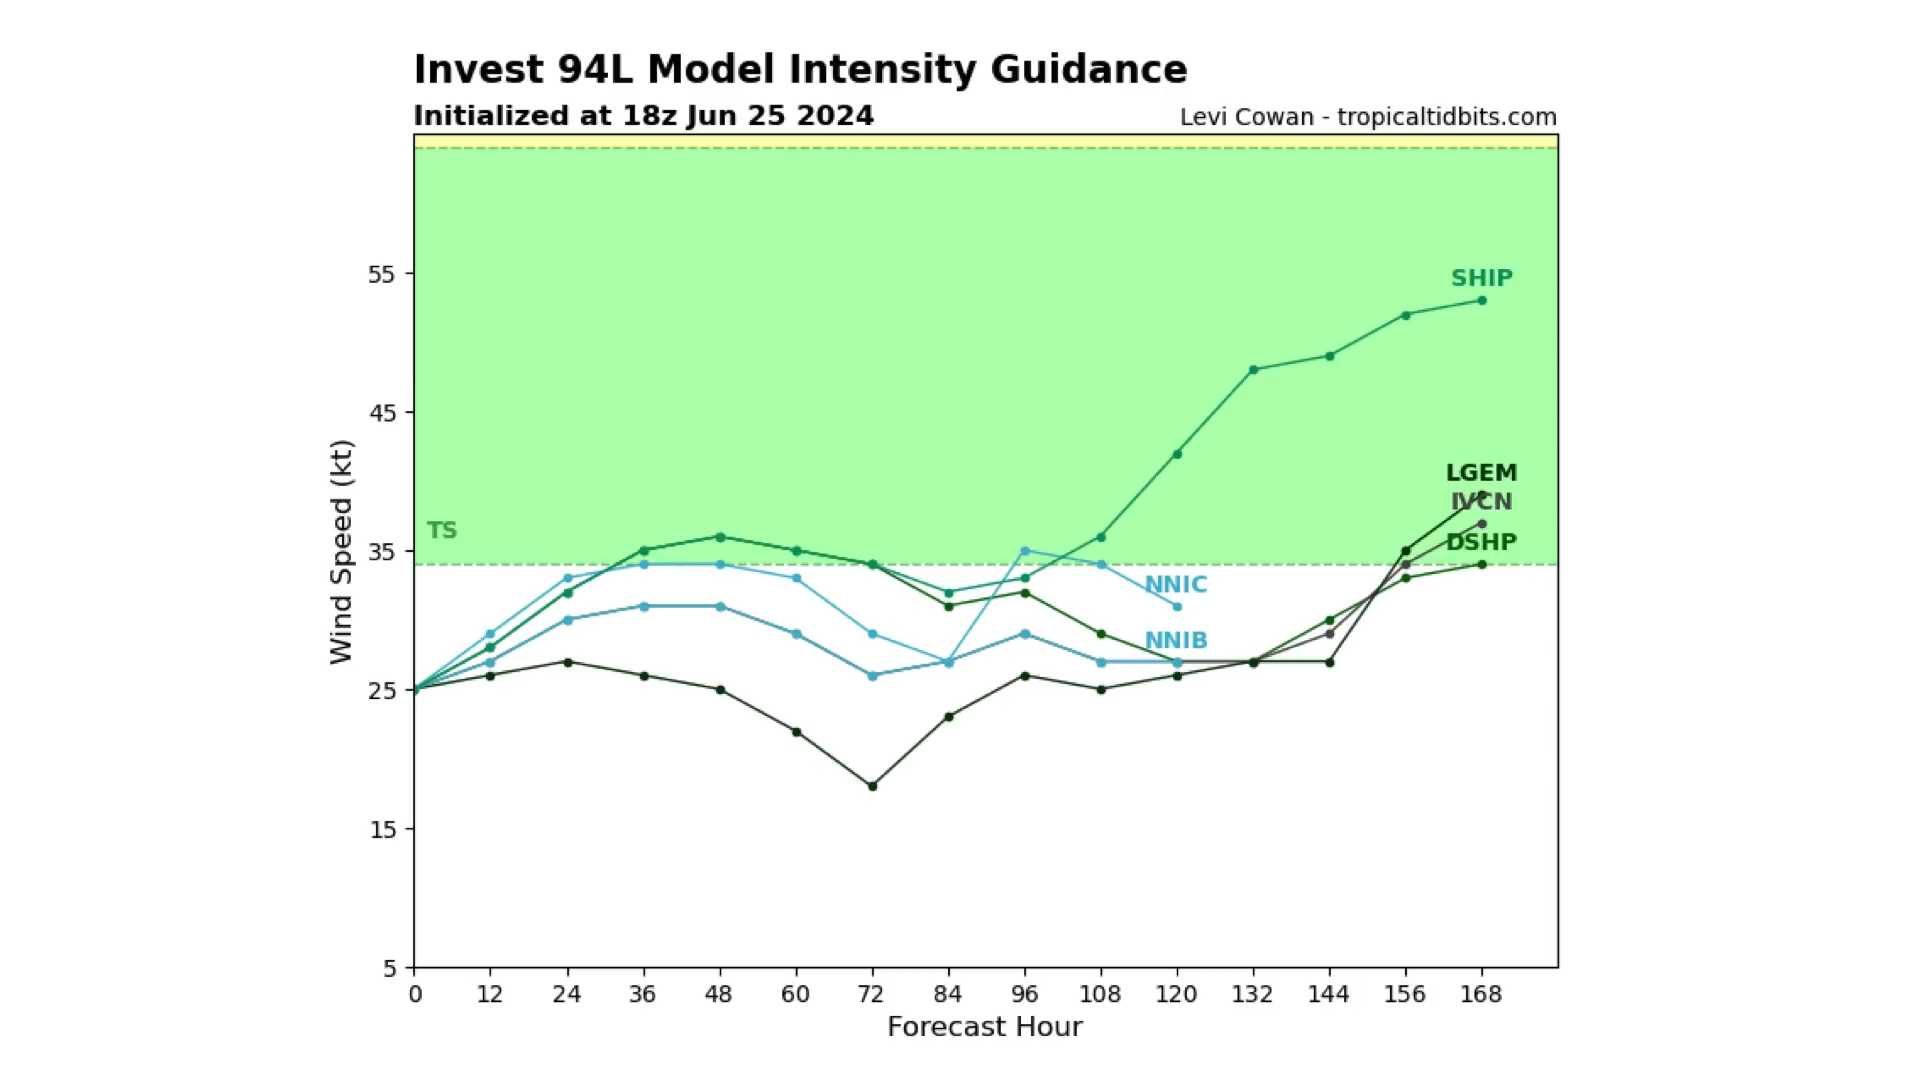 Invest 94L Model Intensity Guidance
Initialized at 18z Jun 25 2024
Levi Cowan - tropicaltidbits.com
Wind Speed (kt)
55
45
35
25
15
5
TS
SHIP
LGEM
IVCN
DSHP
NNIC
NNIB
0 12 24 36 48 60 72 84 96 108 120 132 144 156 168
Forecast Hour